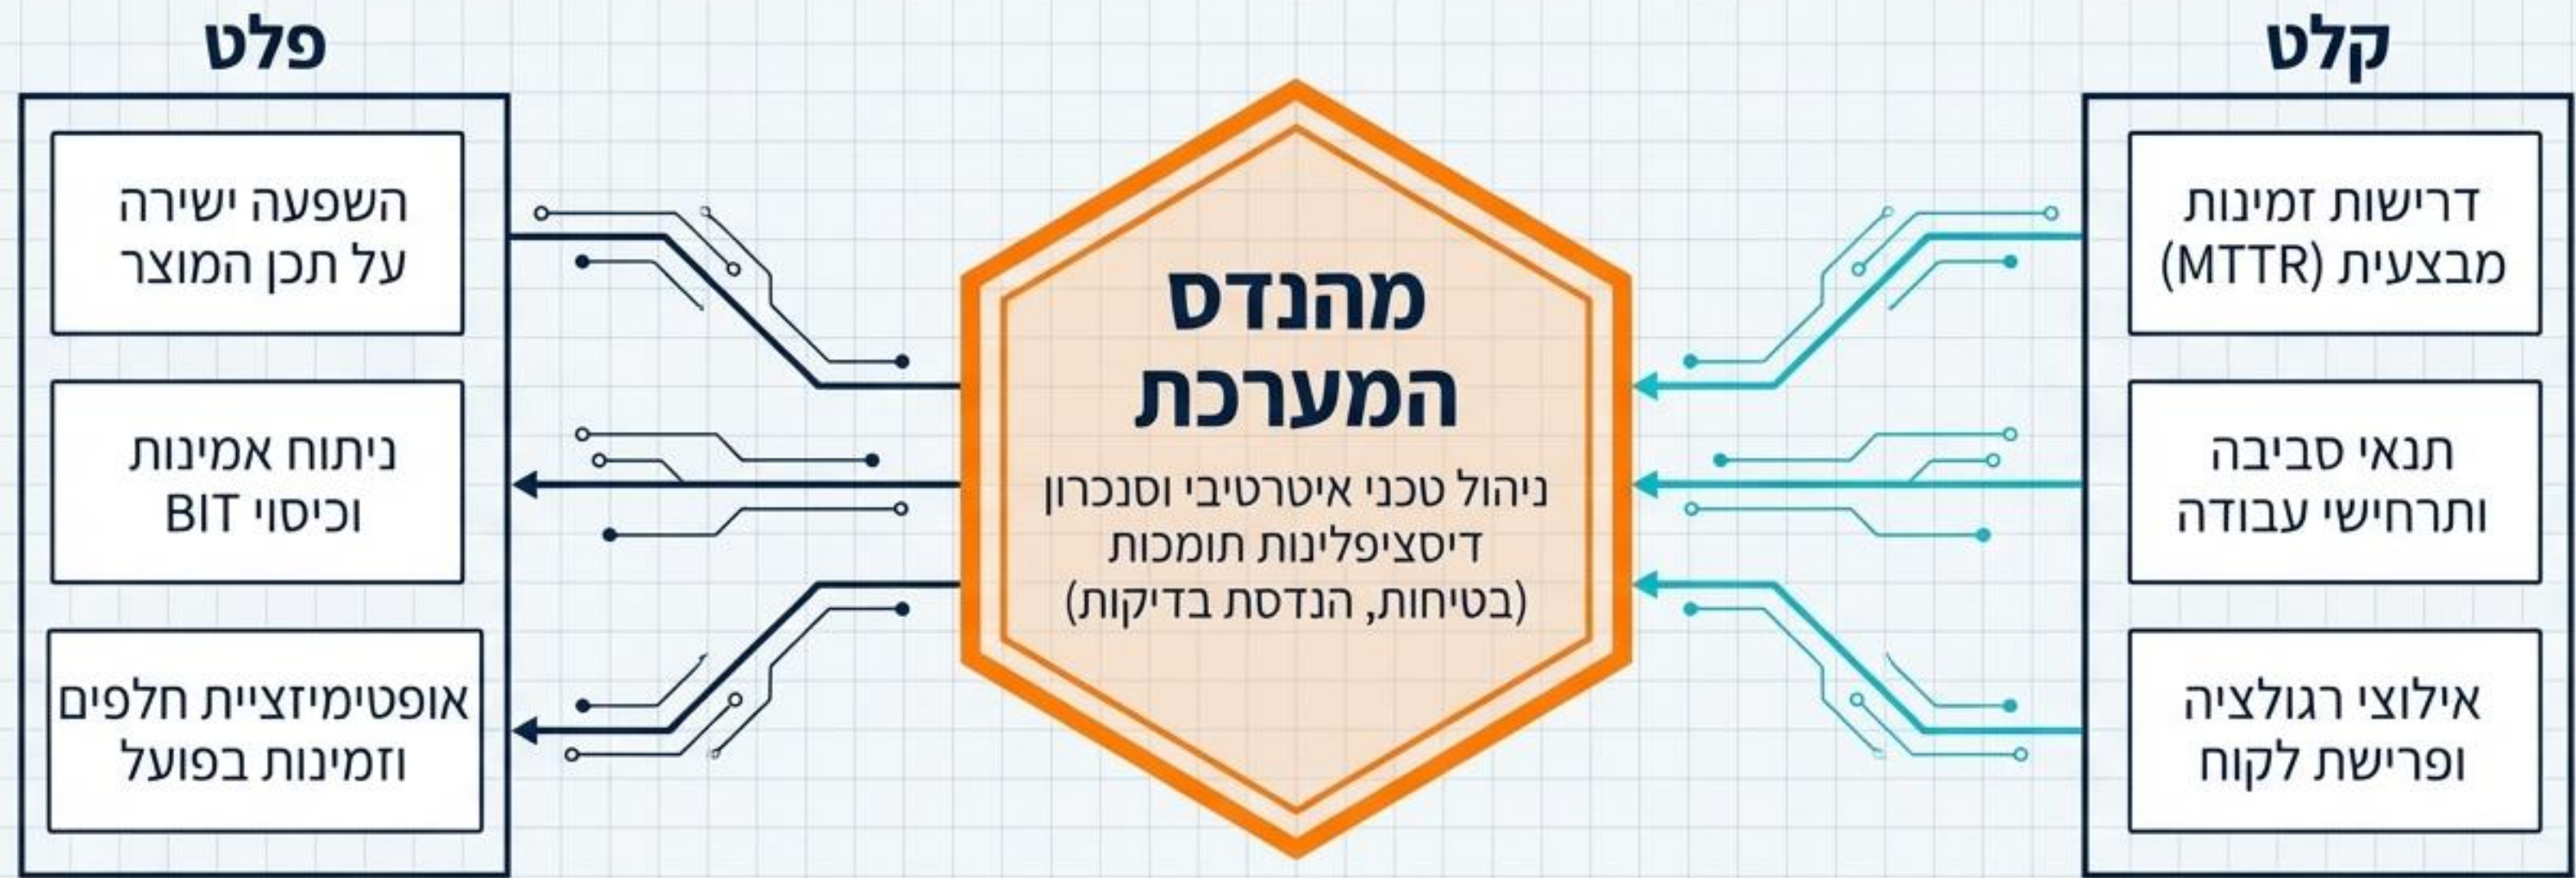 קלט
דרישות זמינות
מבצעית (MTTR)
תנאי סביבה
ותרחישי עבודה
אילוצי רגולציה
ופרישת לקוח
מהנדס
המערכת
ניהול טכני איטרטיבי וסנכרון
דיסציפלינות תומכות
(בטיחות, הנדסת בדיקות)
פלט
השפעה ישירה
על תכן המוצר
ניתוח אמינות
וכיסוי BIT
אופטימיזציית חלפים
וזמינות בפועל